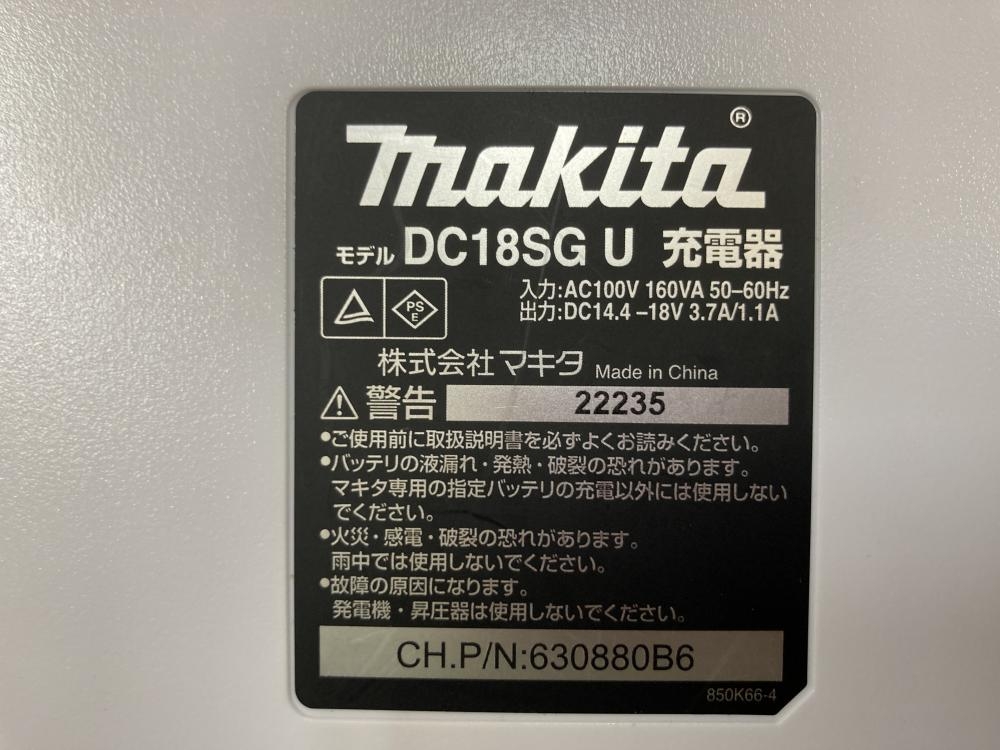 makita®
モデル DC18SG U 充電器
入力:AC100V 160VA 50–60Hz
出力:DC14.4 –18V 3.7A/1.1A
PS
E
株式会社 マキタ Made in China
警告 22235
•ご使用前に取扱説明書を必ずよくお読みください。
•バッテリの液漏れ・発熱・破裂の恐れがあります。
マキタ専用の指定バッテリの充電以外には使用しない
でください。
•火災・感電・破裂の恐れがあります。
雨中では使用しないでください。
•故障の原因になります。
発電機・昇圧器は使用しないでください。
CH.P/N:630880B6
850K66-4